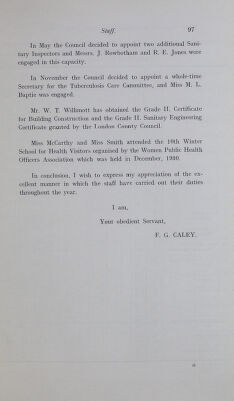 Staff. 97
In May the Council decided to appoint two additional Sani-
tary Inspectors and Messrs. J. Rowbotham and R. E. Jones were
engaged in this capacity.
In November the Council decided to appoint a whole-time
Secretary for the Tuberculosis Care Committee, and Miss M. L.
Baptie was engaged.
Mr. W. T. Willmott has obtained the Grade II. Certificate
for Building Construction and the Grade II. Sanitary Engineering
Certificate granted by the London County Council.
Miss McCarthy and Miss Smith attended the 10th Winter
School for Health Visitors organised by the Women Public Health
Officers Association which was held in December, 1930.
In conclusion, I wish to express my appreciation of the ex-
cellent manner in which the staff have carried out their duties
throughout the year.
I am,
Your obedient Servant,
F. G. CALEY.